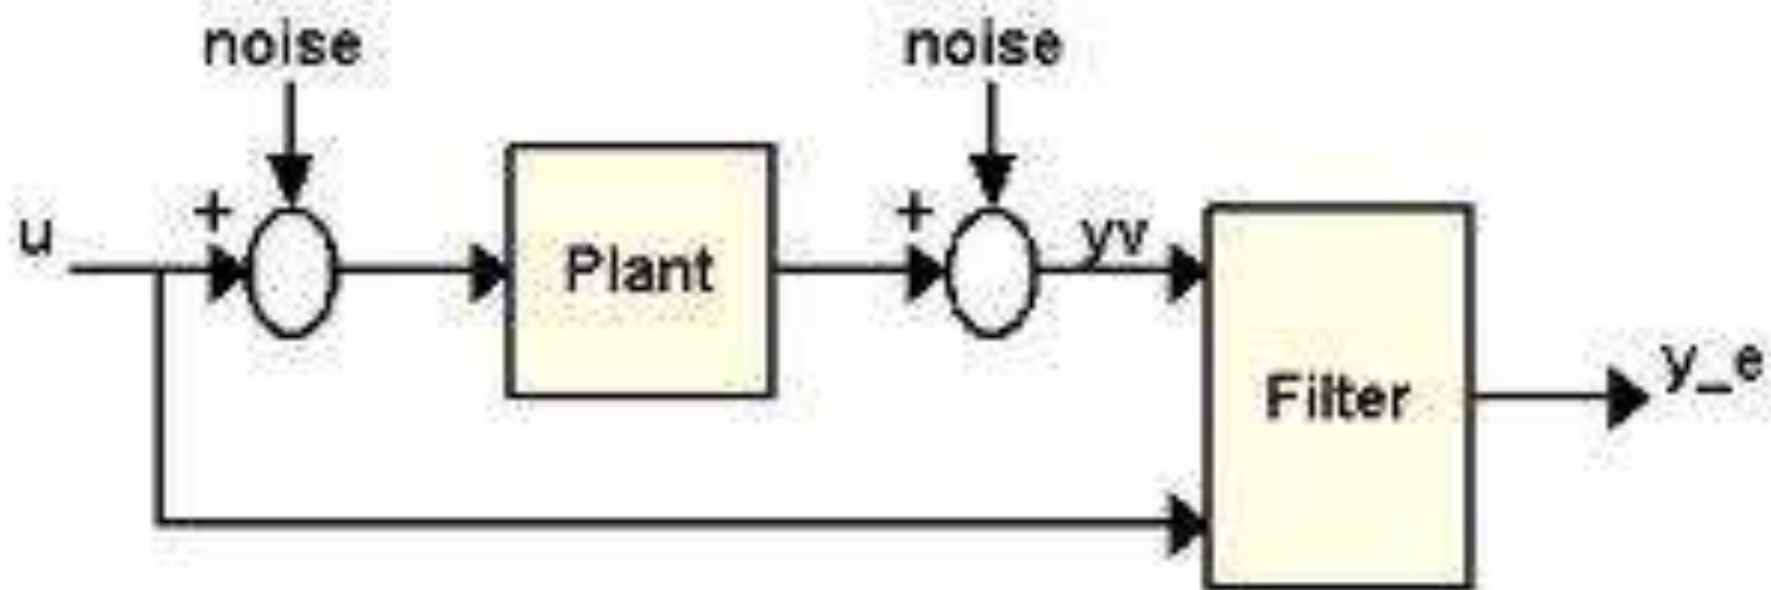 noise
noise
+
+
u
yv
Plant
y_e
Filter